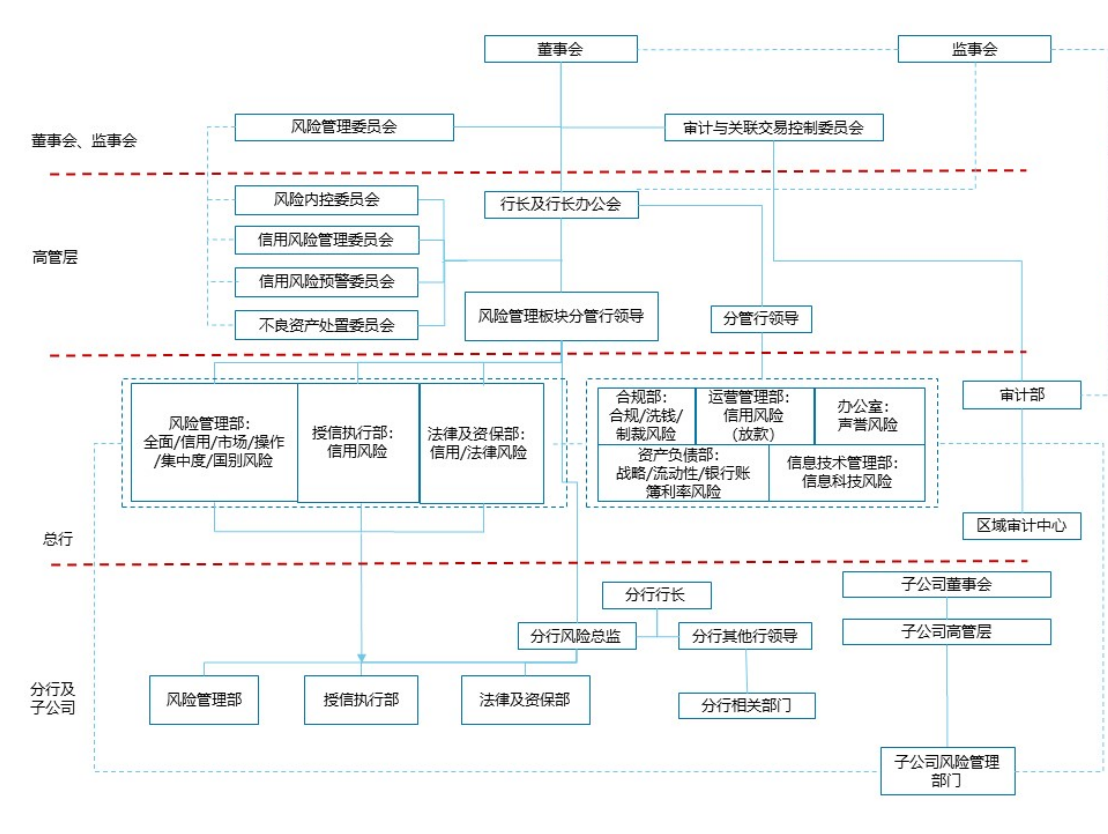 董事会
监事会
董事会、监事会
风险管理委员会
审计与关联交易控制委员会
高管层
风险内控委员会
信用风险管理委员会
信用风险预警委员会
不良资产处置委员会
行长及行长办公会
风险管理板块分管行领导
分管行领导
总行
风险管理部：
全面/信用/市场/操作
/集中度/国别风险
授信执行部：
信用风险
法律及资保部：
信用/法律风险
合规部：
合规/洗钱/
制裁风险
运营管理部：
信用风险
（放款）
办公室：
声誉风险
资产负债部：
战略/流动性/银行账
簿利率风险
信息技术管理部：
信息科技风险
审计部
区域审计中心
分行及
子公司
分行行长
分行风险总监
分行其他行领导
风险管理部
授信执行部
法律及资保部
分行相关部门
子公司董事会
子公司高管层
子公司风险管理
部门